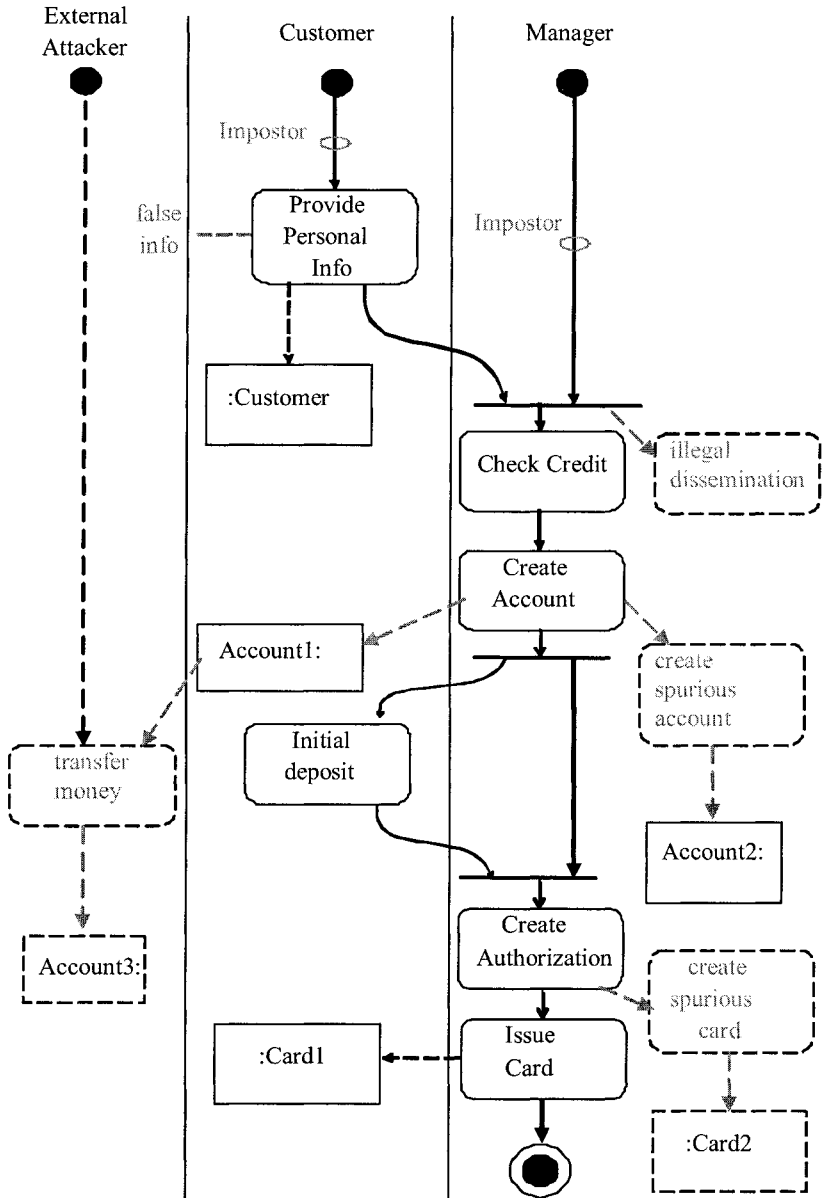 External
Attacker
Customer
Manager
Impostor
false
info
Provide
Personal
Info
Impostor
:Customer
Check Credit
illegal
dissemination
Create
Account
Account1:
create
spurious
account
Initial
deposit
transfer
money
Account2:
Create
Authorization
Account3:
create
spurious
card
Issue
Card
:Card1
:Card2